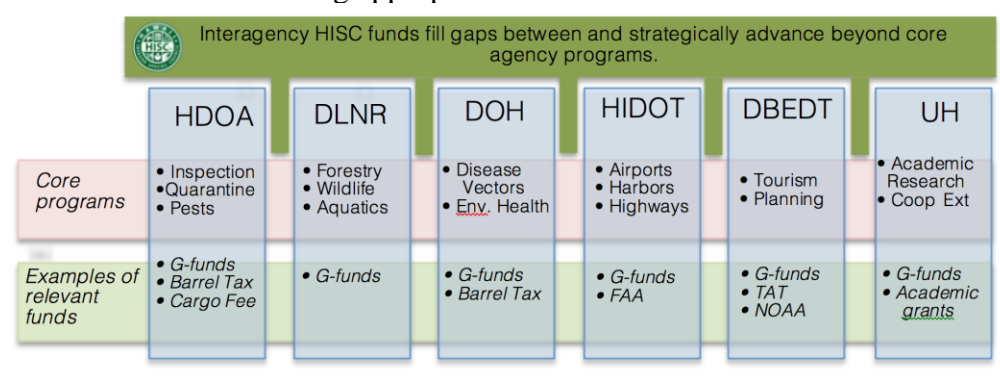 Interagency HISC funds fill gaps between and strategically advance beyond core
agency programs.
HISC
HDOA
DLNR
DOH
HIDOT
DBEDT
UH
Core
programs
• Inspection
•Quarantine
• Pests
• Forestry
• Wildlife
• Aquatics
• Disease
Vectors
• Env. Health
• Airports
• Harbors
• Highways
• Tourism
• Planning
• Academic
Research
• Coop Ext
Examples of
relevant
funds
• G-funds
• Barrel Tax
• Cargo Fee
• G-funds
• G-funds
• Barrel Tax
• G-funds
• FAA
• G-funds
• TAT
• NOAA
• G-funds
• Academic
grants